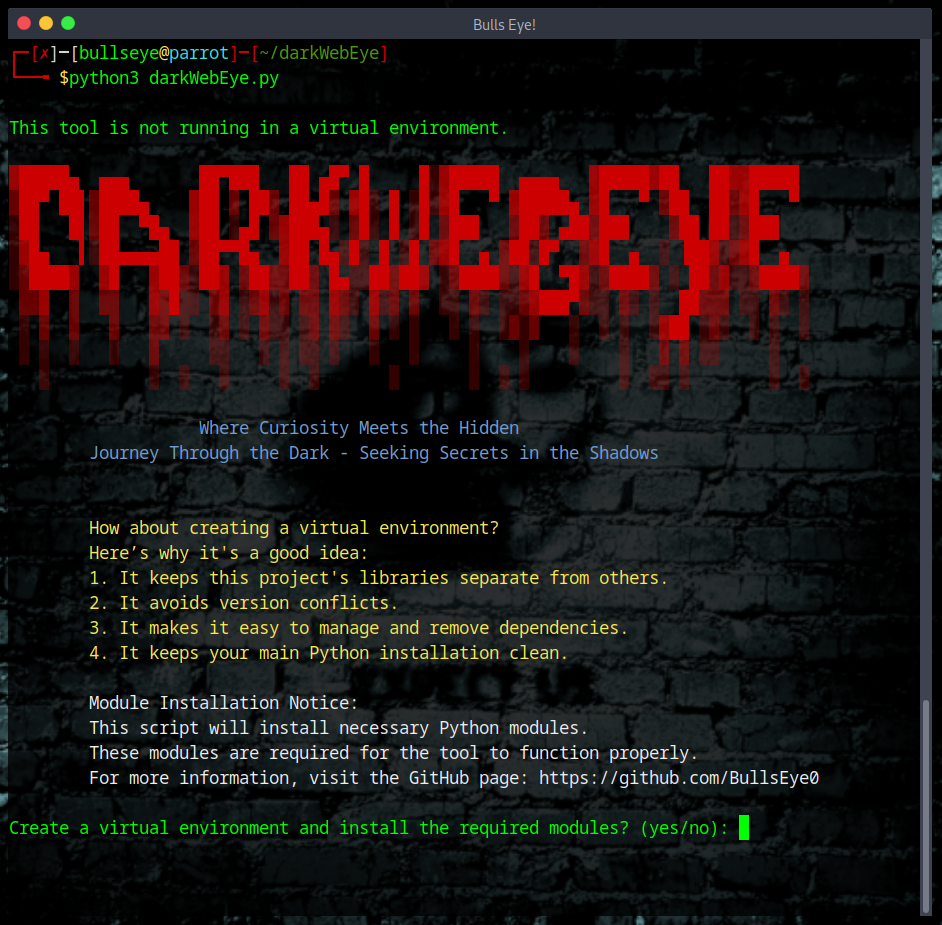 Bulls Eye!
[✗]─[bullseye@parrot]─[~/darkWebEye]
$python3 darkWebEye.py
This tool is not running in a virtual environment.
DARKWEBEYE
Where Curiosity Meets the Hidden
Journey Through the Dark - Seeking Secrets in the Shadows
How about creating a virtual environment?
Here’s why it's a good idea:
1. It keeps this project's libraries separate from others.
2. It avoids version conflicts.
3. It makes it easy to manage and remove dependencies.
4. It keeps your main Python installation clean.
Module Installation Notice:
This script will install necessary Python modules.
These modules are required for the tool to function properly.
For more information, visit the GitHub page: https://github.com/BullsEye0
Create a virtual environment and install the required modules? (yes/no):